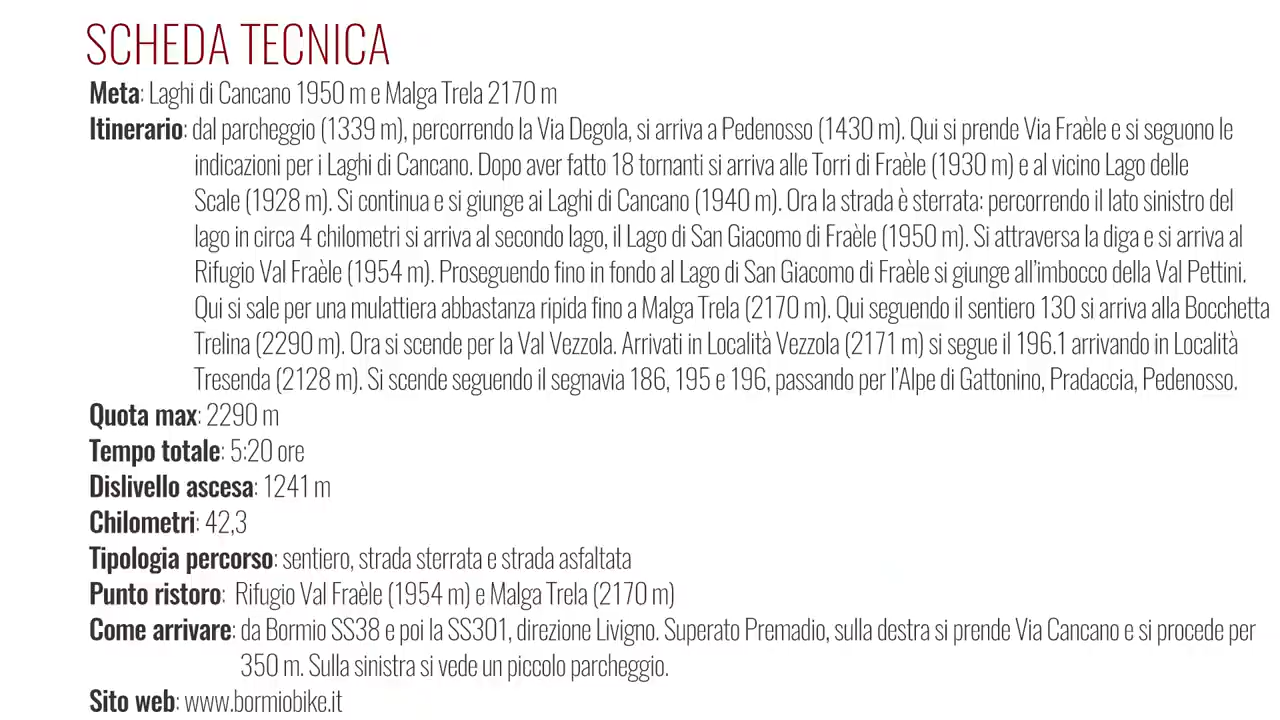 SCHEDA TECNICA
Meta: Laghi di Cancano 1950 m e Malga Trela 2170 m
Itinerario: dal parcheggio (1339 m), percorrendo la Via Degola, si arriva a Pedenosso (1430 m). Qui si prende Via Fraèle e si seguono le
indicazioni per i Laghi di Cancano. Dopo aver fatto 18 tornanti si arriva alle Torri di Fraèle (1930 m) e al vicino Lago delle
Scale (1928 m). Si continua e si giunge ai Laghi di Cancano (1940 m). Ora la strada è sterrata: percorrendo il lato sinistro del
lago in circa 4 chilometri si arriva al secondo lago, il Lago di San Giacomo di Fraèle (1950 m). Si attraversa la diga e si arriva al
Rifugio Val Fraèle (1954 m). Proseguendo fino in fondo al Lago di San Giacomo di Fraèle si giunge all'imbocco della Val Pettini.
Qui si sale per una mulattiera abbastanza ripida fino a Malga Trela (2170 m). Qui seguendo il sentiero 130 si arriva alla Bocchetta
Trelina (2290 m). Ora si scende per la Val Vezzola. Arrivati in Località Vezzola (2171 m) si segue il 196.1 arrivando in Località
Tresenda (2128 m). Si scende seguendo il segnavia 186, 195 e 196, passando per l'Alpe di Gattonino, Pradaccia, Pedenosso.
Quota max: 2290 m
Tempo totale: 5:20 ore
Dislivello ascesa: 1241 m
Chilometri: 42,3
Tipologia percorso: sentiero, strada sterrata e strada asfaltata
Punto ristoro: Rifugio Val Fraèle (1954 m) e Malga Trela (2170 m)
Come arrivare: da Bormio SS38 e poi la SS301, direzione Livigno. Superato Premadio, sulla destra si prende Via Cancano e si procede per
350 m. Sulla sinistra si vede un piccolo parcheggio.
Sito web: www.bormiobike.it